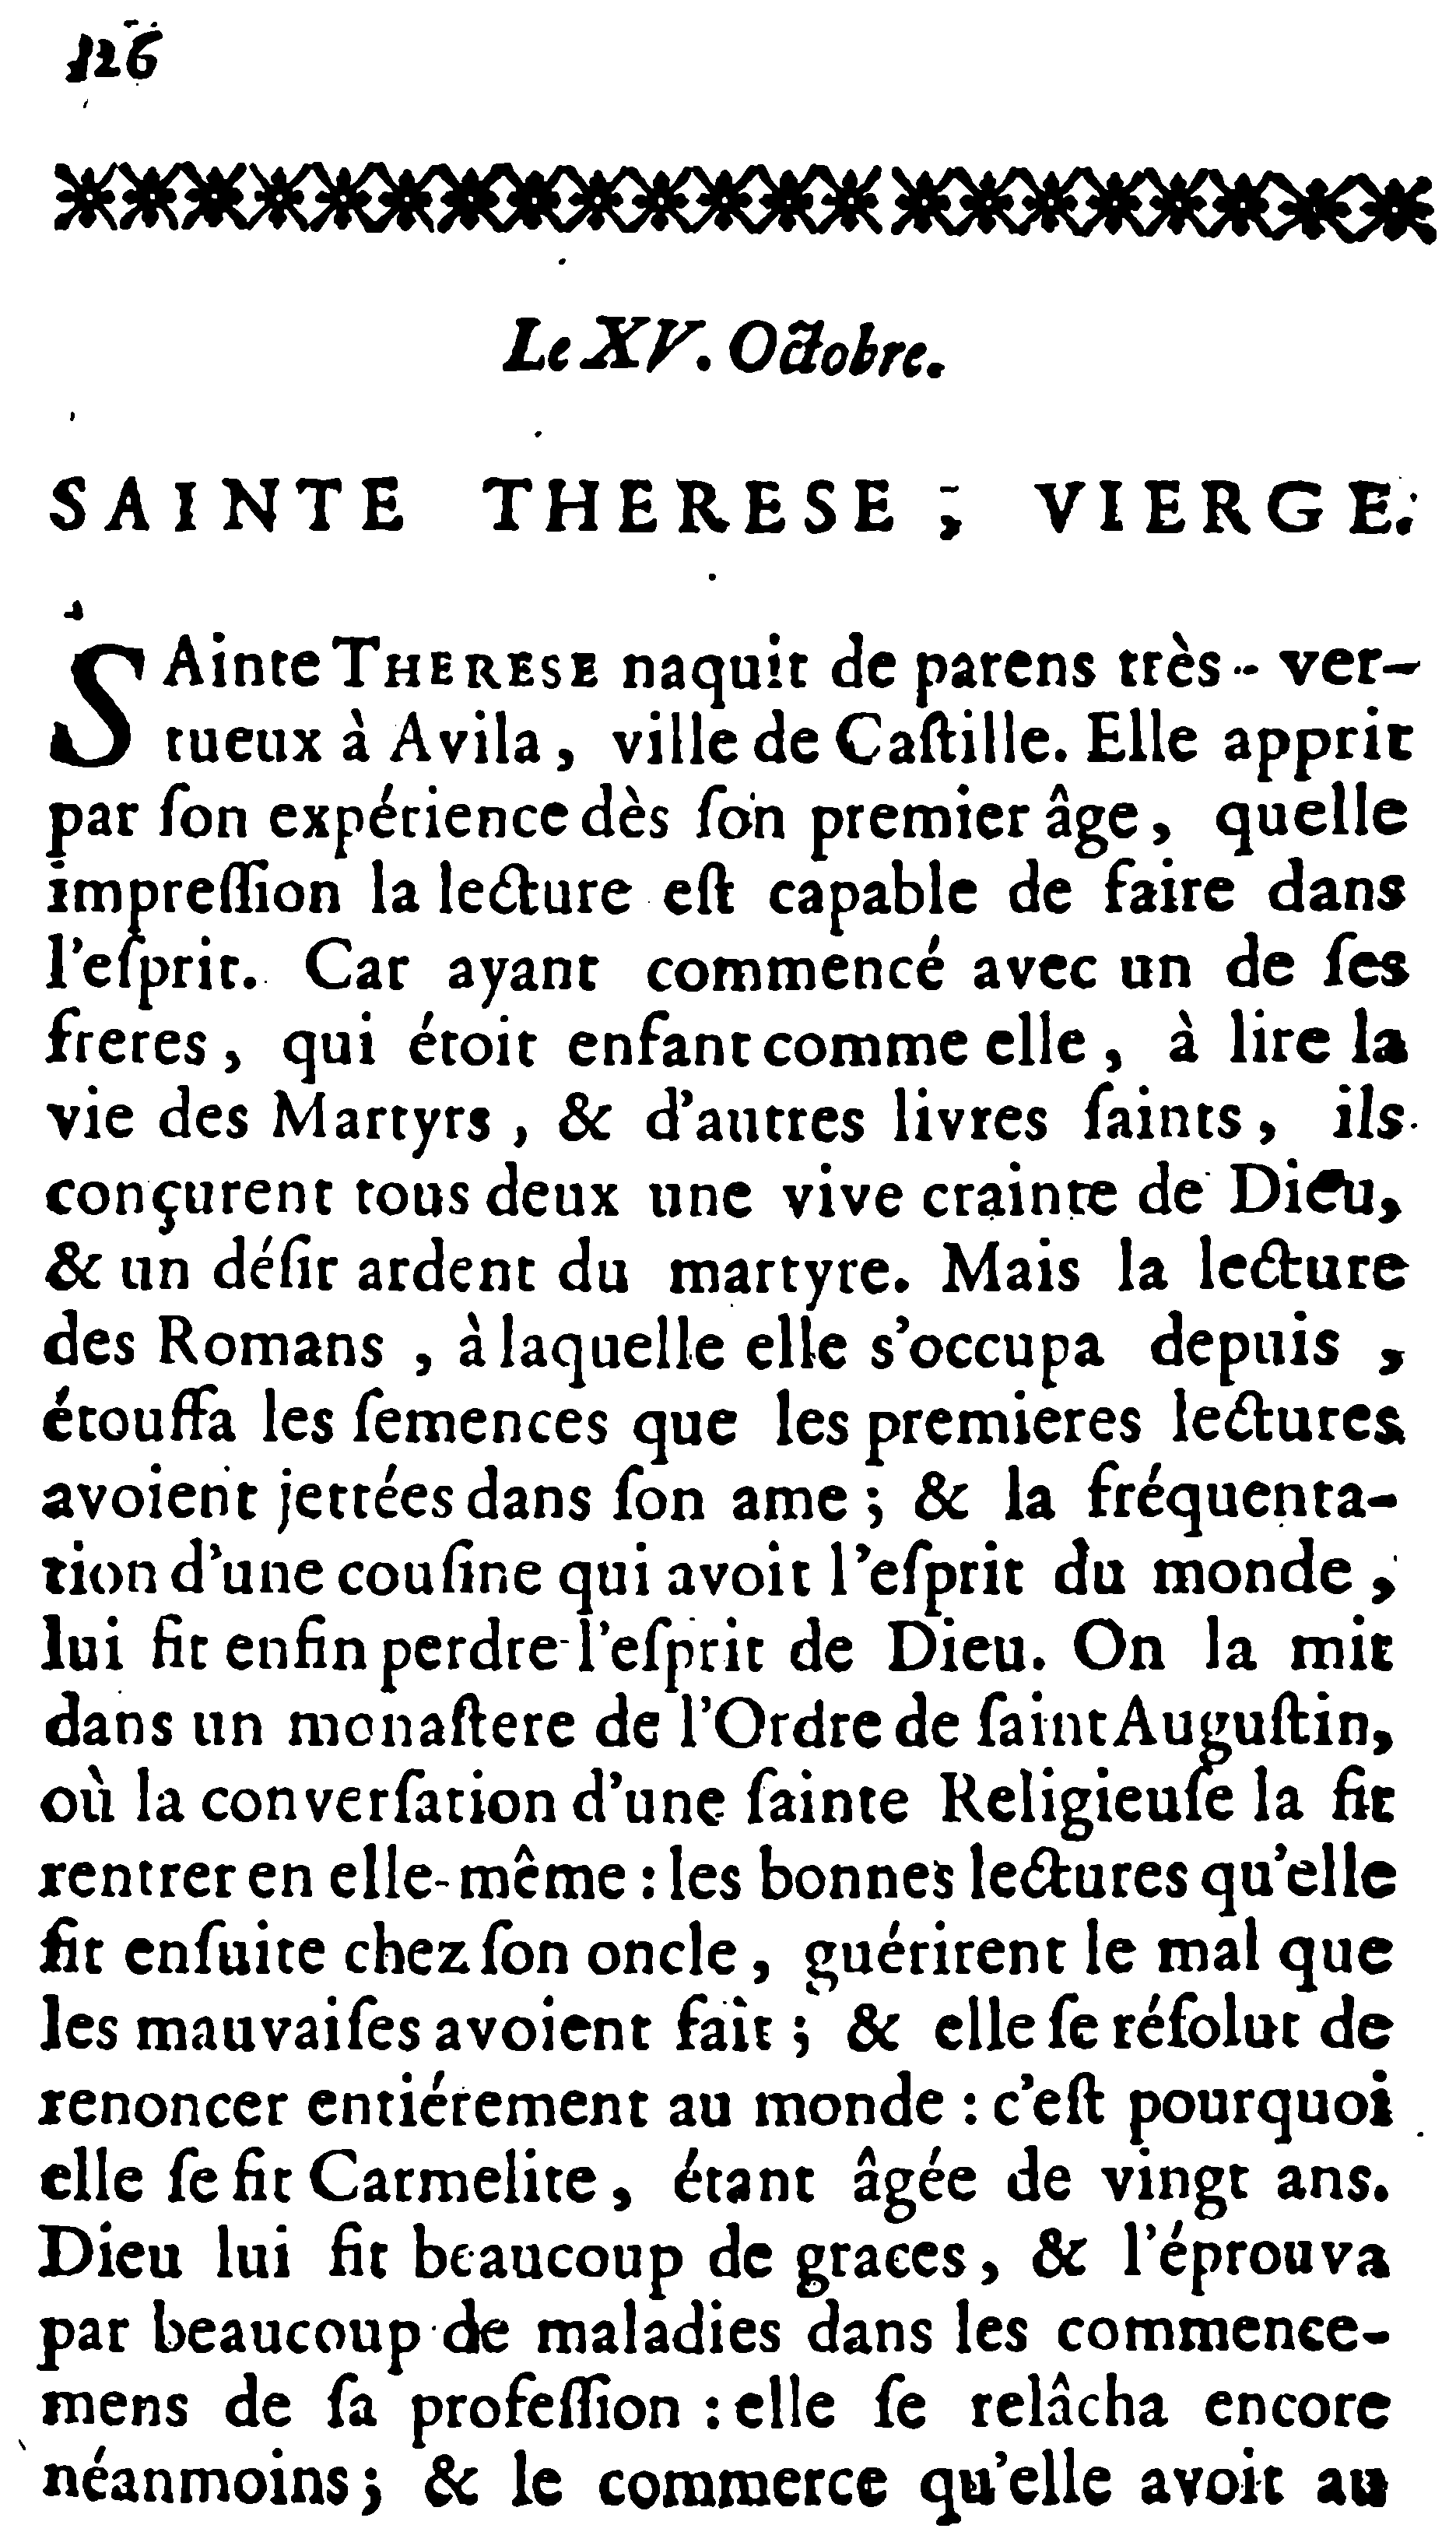 126
Le XV. Octobre.
SAINTE THERESE, VIERGE.
SAinte THERESE naquit de parens très-ver-
tueux à Avila, ville de Caſtille. Elle apprit
par ſon expérience dès ſon premier âge, quelle
impreſſion la lecture eſt capable de faire dans
l'eſprit. Car ayant commencé avec un de ſes
freres, qui étoit enfant comme elle, à lire la
vie des Martyrs, & d'autres livres ſaints, ils
conçurent tous deux une vive crainte de Dieu,
& un déſir ardent du martyre. Mais la lecture
des Romans, à laquelle elle s'occupa depuis,
étouffa les ſemences que les premieres lectures
avoient jettées dans ſon ame; & la fréquenta-
tion d'une couſine qui avoit l'eſprit du monde,
lui fit enfin perdre l'eſprit de Dieu. On la mit
dans un monaſtere de l'Ordre de ſaint Auguſtin,
où la converſation d'une ſainte Religieuſe la fit
rentrer en elle-même : les bonnes lectures qu'elle
fit enſuite chez ſon oncle, guérirent le mal que
les mauvaiſes avoient fait; & elle ſe réſolut de
renoncer entiérement au monde : c'eſt pourquoi
elle ſe fit Carmelite, étant âgée de vingt ans.
Dieu lui fit beaucoup de graces, & l'éprouva
par beaucoup de maladies dans les commence-
mens de ſa profeſſion : elle ſe relâcha encore
néanmoins; & le commerce qu'elle avoit au